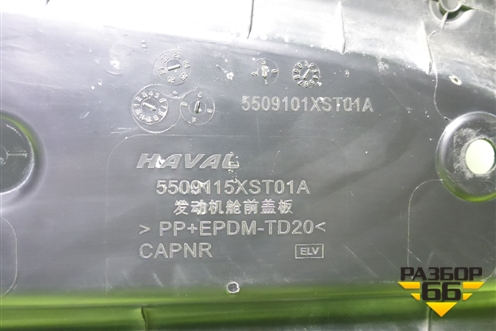 5509101XST01A
HAVAL
5509115XST01A
发动机舱前盖板
>PP+EPDM-TD20<
CAPNR
ELV
РАЗБОР
66